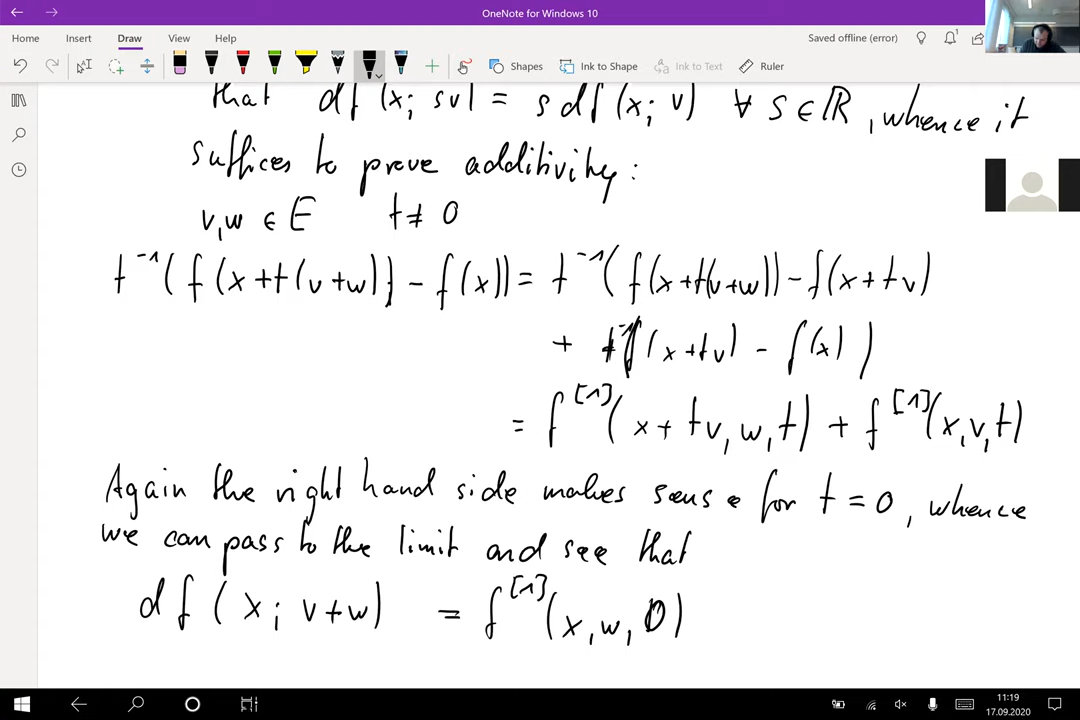 OneNote for Windows 10
Home Insert Draw View Help
Saved offline (error)
Shapes Ink to Shape Ink to Text Ruler
that df(x; sv) = s df(x; v) ∀ s ∈ ℝ, whence it
suffices to prove additivity:
v,w ∈ E t ≠ 0
t^{-1}(f(x+t(v+w)) - f(x)) = t^{-1}(f(x+t(v+w)) - f(x+tv)
+ t^{-1}f(x+tv) - f(x))
= f^{[1]}(x+tv, w, t) + f^{[1]}(x, v, t)
Again the right hand side makes sense for t = 0, whence
we can pass to the limit and see that
df(x; v+w) = f^{[1]}(x, w, 0)
11:19
17.09.2020